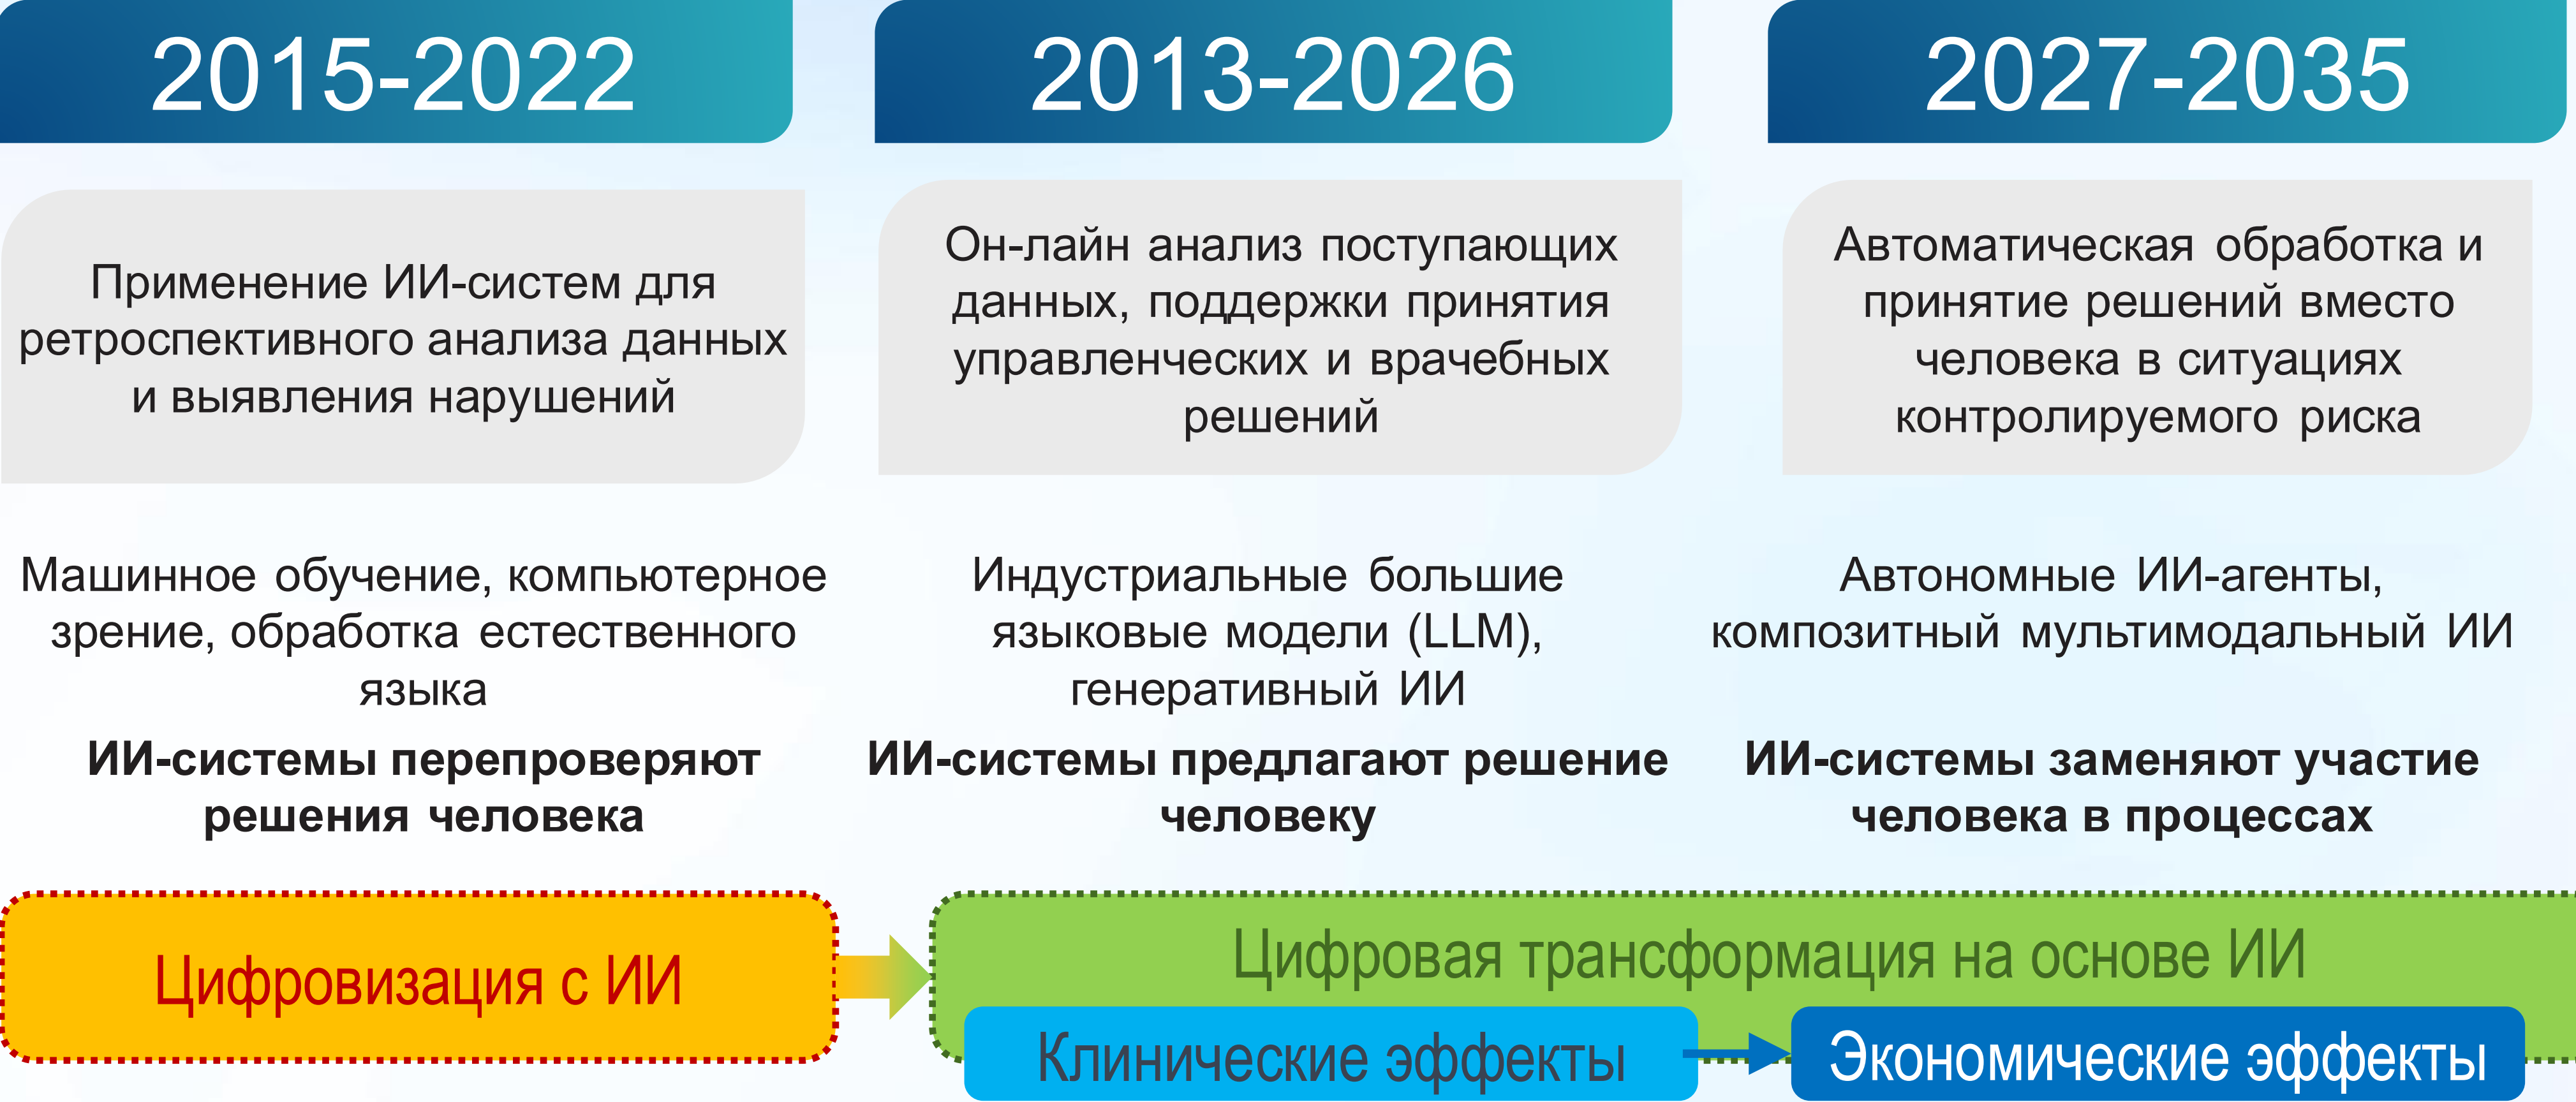 2015-2022
Применение ИИ-систем для
ретроспективного анализа данных
и выявления нарушений
Машинное обучение, компьютерное
зрение, обработка естественного
языка
ИИ-системы перепроверяют
решения человека
2013-2026
Он-лайн анализ поступающих
данных, поддержки принятия
управленческих и врачебных
решений
Индустриальные большие
языковые модели (LLM),
генеративный ИИ
ИИ-системы предлагают решение
человеку
2027-2035
Автоматическая обработка и
принятие решений вместо
человека в ситуациях
контролируемого риска
Автономные ИИ-агенты,
композитный мультимодальный ИИ
ИИ-системы заменяют участие
человека в процессах
Цифровизация с ИИ
Цифровая трансформация на основе ИИ
Клинические эффекты
Экономические эффекты